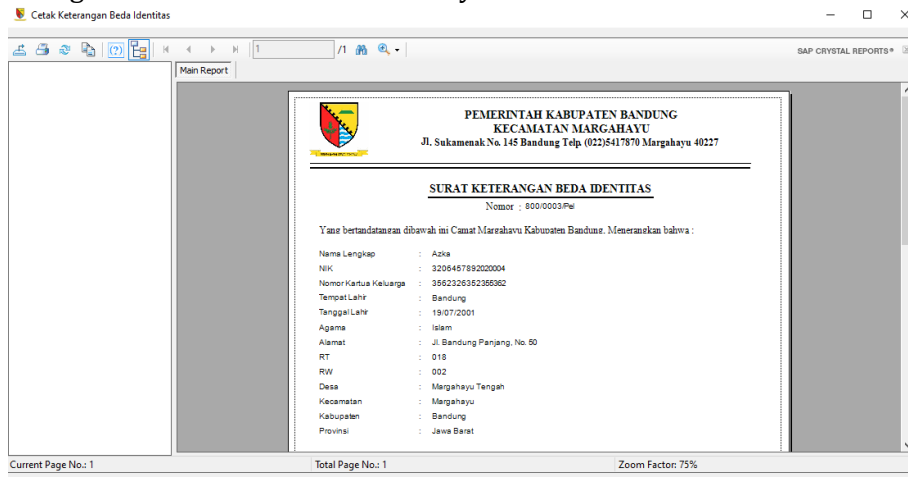 Cetak Keterangan Beda Identitas
1 /1 SAP CRYSTAL REPORTS®
Main Report
PEMERINTAH KABUPATEN BANDUNG
KECAMATAN MARGAHAYU
Jl. Sukamenak No. 145 Bandung Telp. (022)5417870 Margahayu 40227
SURAT KETERANGAN BEDA IDENTITAS
Nomor : 800/0003/Pel
Yang bertandatangan dibawah ini Camat Margahayu Kabupaten Bandung, Menerangkan bahwa :
Nama Lengkap : Azka
NIK : 3206457892020004
Nomor Kartua Keluarga : 3562326352355362
Tempat Lahir : Bandung
Tanggal Lahir : 19/07/2001
Agama : Islam
Alamat : Jl. Bandung Panjang, No. 50
RT : 018
RW : 002
Desa : Margahayu Tengah
Kecamatan : Margahayu
Kabupaten : Bandung
Provinsi : Jawa Barat
Current Page No.: 1 Total Page No.: 1 Zoom Factor: 75%